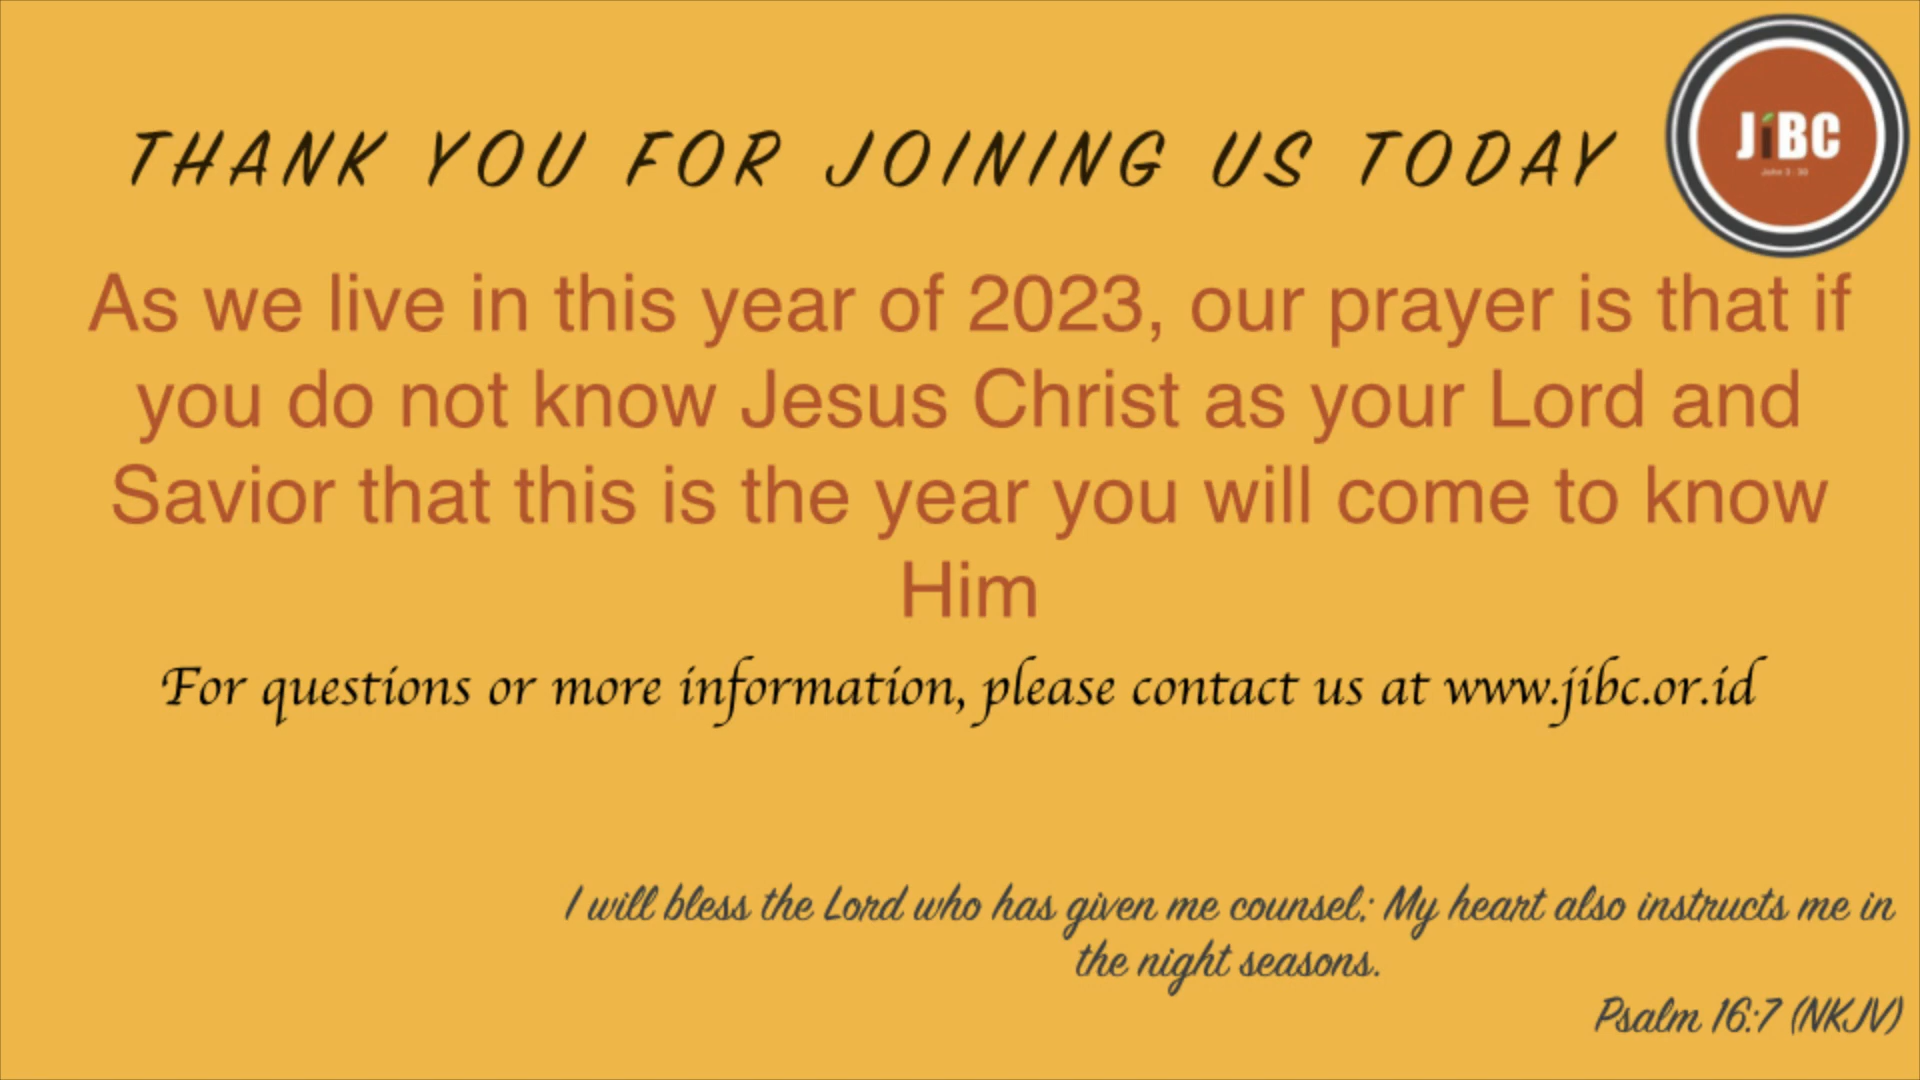 THANK YOU FOR JOINING US TODAY
JiBC
John 3 : 30
As we live in this year of 2023, our prayer is that if
you do not know Jesus Christ as your Lord and
Savior that this is the year you will come to know
Him
For questions or more information, please contact us at www.jibc.or.id
I will bless the Lord who has given me counsel; My heart also instructs me in
the night seasons.
Psalm 16:7 (NKJV)